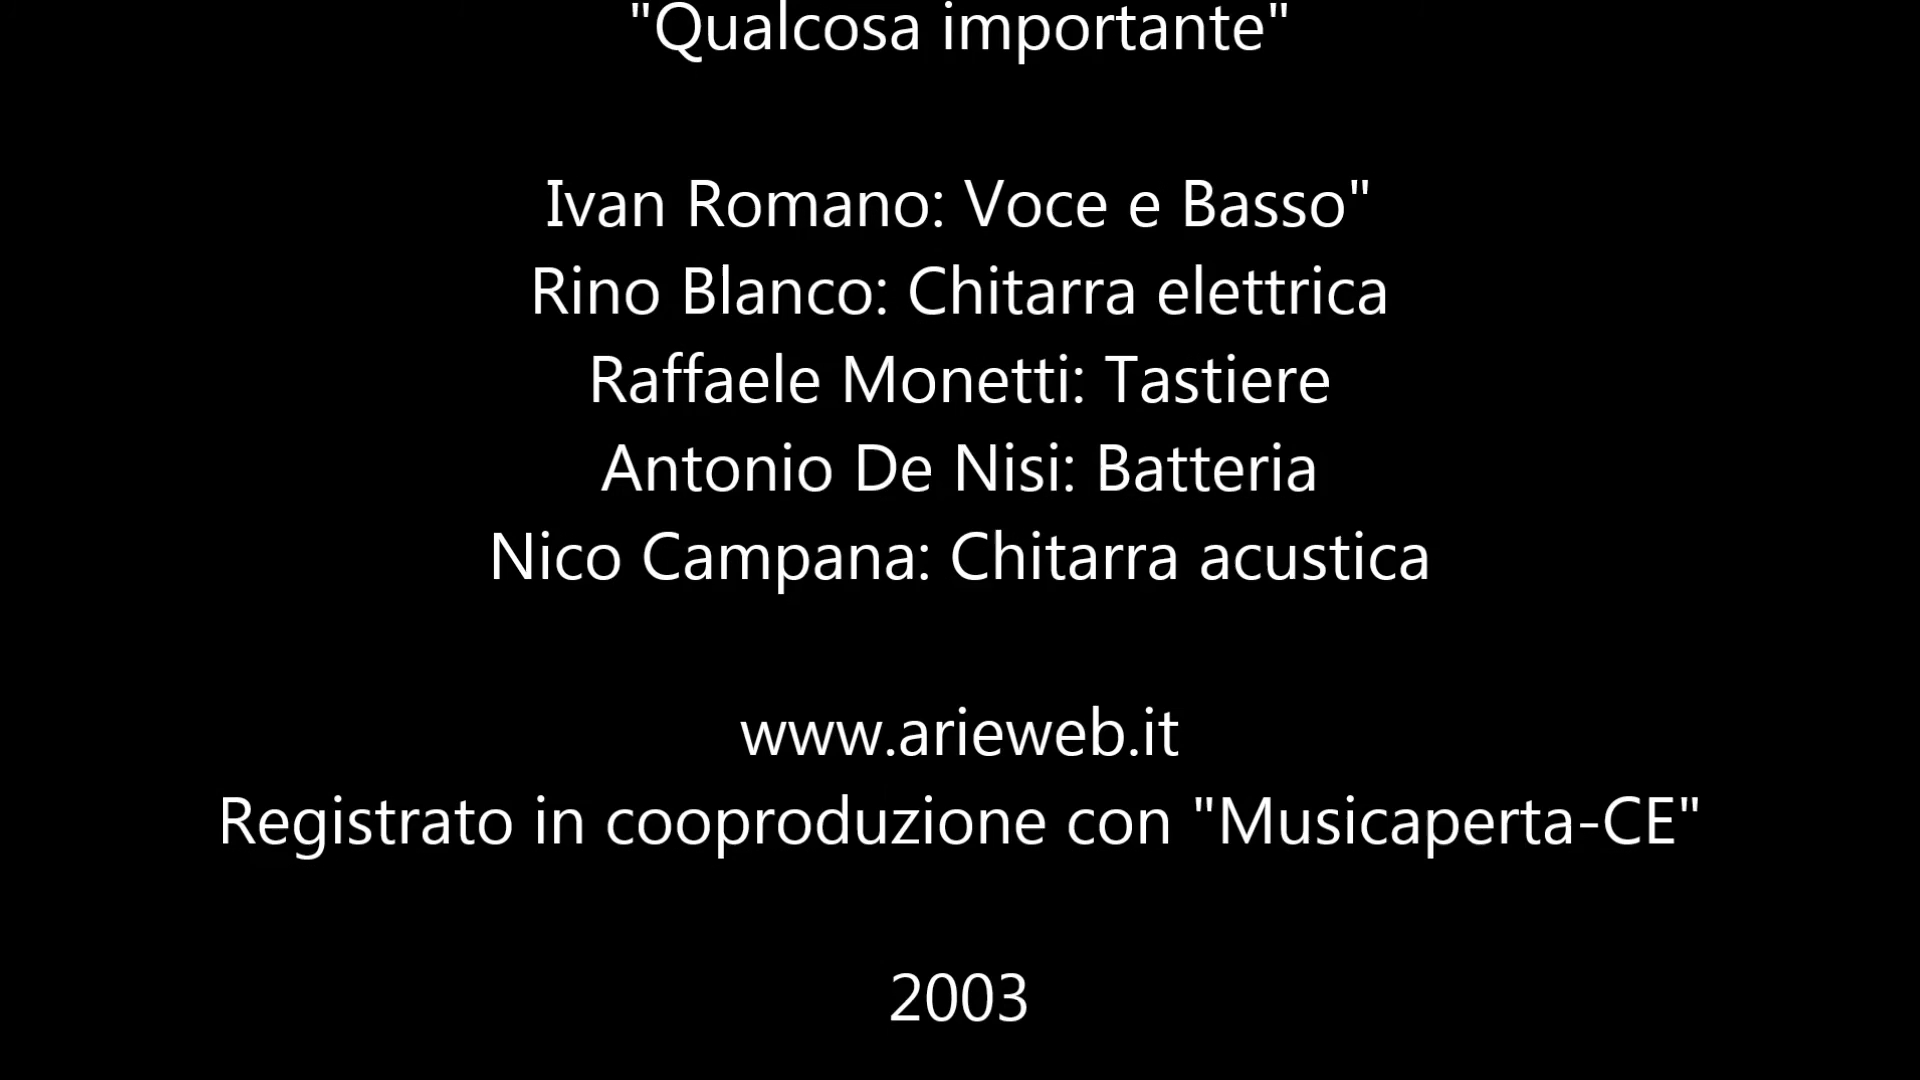 "Qualcosa importante"
Ivan Romano: Voce e Basso"
Rino Blanco: Chitarra elettrica
Raffaele Monetti: Tastiere
Antonio De Nisi: Batteria
Nico Campana: Chitarra acustica
www.arieweb.it
Registrato in cooproduzione con "Musicaperta-CE"
2003